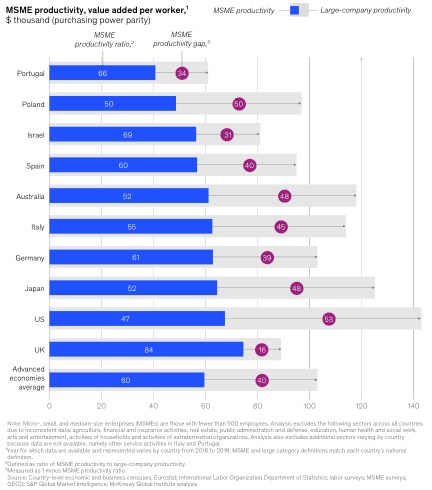 MSME productivity, value added per worker,¹
$ thousand (purchasing power parity)
MSME productivity
Large-company productivity
MSME
productivity ratio,²
MSME
productivity gap,³
Portugal 66 34
Poland 50 50
Israel 69 31
Spain 60 40
Australia 52 48
Italy 55 45
Germany 61 39
Japan 52 48
US 47 53
UK 84 16
Advanced
economies
average
60 40
0 20 40 60 80 100 120 140
Note: Micro-, small, and medium-size enterprises (MSMEs) are those with fewer than 500 employees. Analysis excludes the following sectors across all countries
due to inconsistent data: agriculture, financial and insurance activities, real estate, public administration and defense, education, human health and social work,
arts and entertainment, activities of households and activities of extraterritorial organizations. Analysis also excludes additional sectors varying by country
because data are not available, namely other service activities in Italy and Portugal.
¹Year for which data are available and represented varies by country from 2016 to 2019; MSME and large category definitions match each country's national
definition.
²Defined as ratio of MSME productivity to large-company productivity.
³Measured as 1 minus MSME productivity ratio.
Source: Country-level economic and business censuses; Eurostat; International Labor Organization Department of Statistics; labor surveys; MSME surveys;
OECD; S&P Global Market Intelligence; McKinsey Global Institute analysis